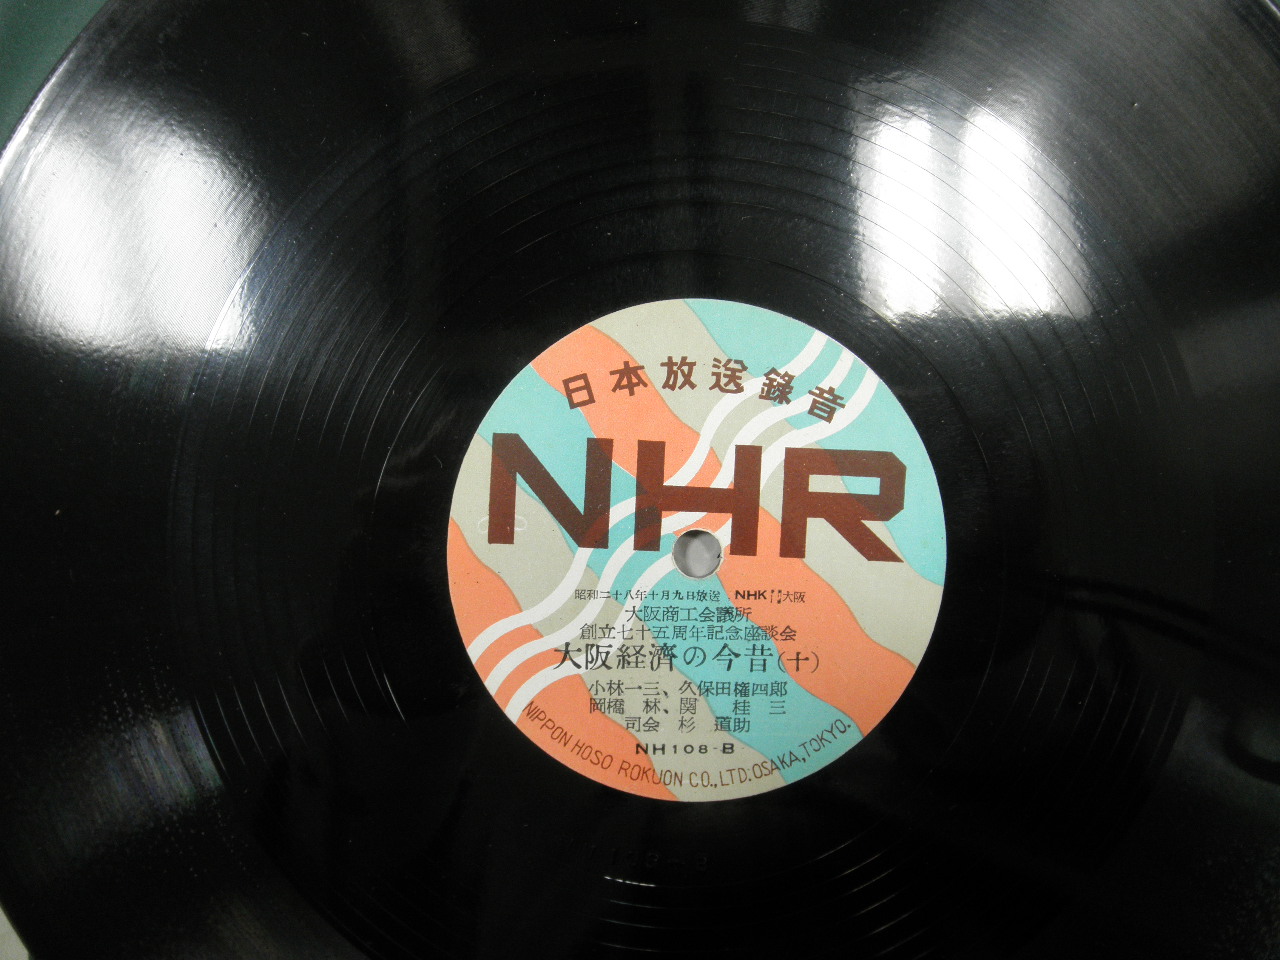 日本放送錄音
NHR
昭和二十八年十月九日放送 NHK 大阪
大阪商工会議所
創立七十五周年記念座談会
大阪経済の今昔(十)
小林一三、久保田権四郎
岡橋 林、関 桂三
司会 杉 道助
NH108-B
NIPPON HOSO ROKUON CO.,LTD. OSAKA, TOKYO.